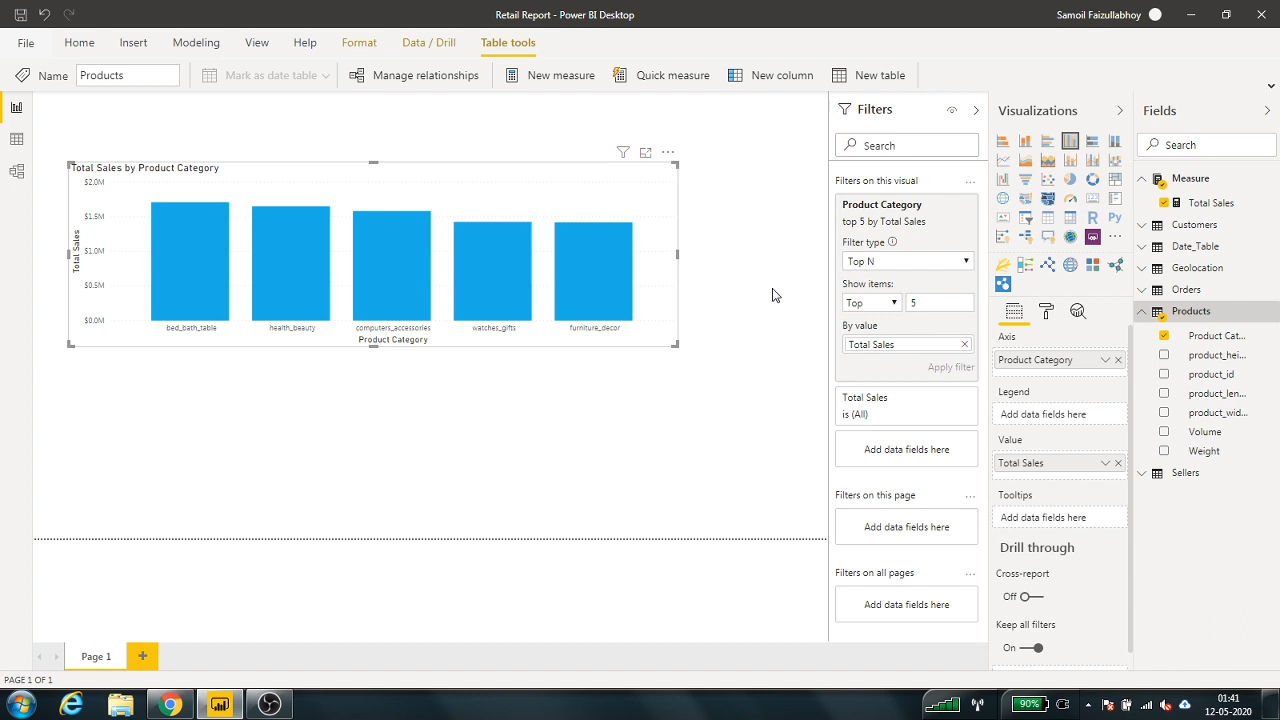 Retail Report - Power BI Desktop
Samoil Faizullabhoy
File
Home
Insert
Modeling
View
Help
Format
Data / Drill
Table tools
Name
Products
Mark as date table
Manage relationships
New measure
Quick measure
New column
New table
Total Sales by Product Category
$2.0M
$1.5M
$1.0M
$0.5M
$0.0M
Total Sales
bed_bath_table
health_beauty
computers_accessories
watches_gifts
furniture_decor
Product Category
Filters
Search
Filters on this visual
Product Category
top 5 by Total Sales
Filter type
Top N
Show items:
Top
5
By value
Total Sales
Apply filter
Total Sales
is (All)
Add data fields here
Filters on this page
Add data fields here
Filters on all pages
Add data fields here
Visualizations
R
Py
Axis
Product Category
Legend
Add data fields here
Value
Total Sales
Tooltips
Add data fields here
Drill through
Cross-report
Off
Keep all filters
On
Fields
Search
Measure
Total Sales
Customers
Date_Table
Geolocation
Orders
Products
Product Cat...
product_hei...
product_id
product_len...
product_wid...
Volume
Weight
Sellers
Page 1
PAGE 1 OF 1
90%
01:41
12-05-2020